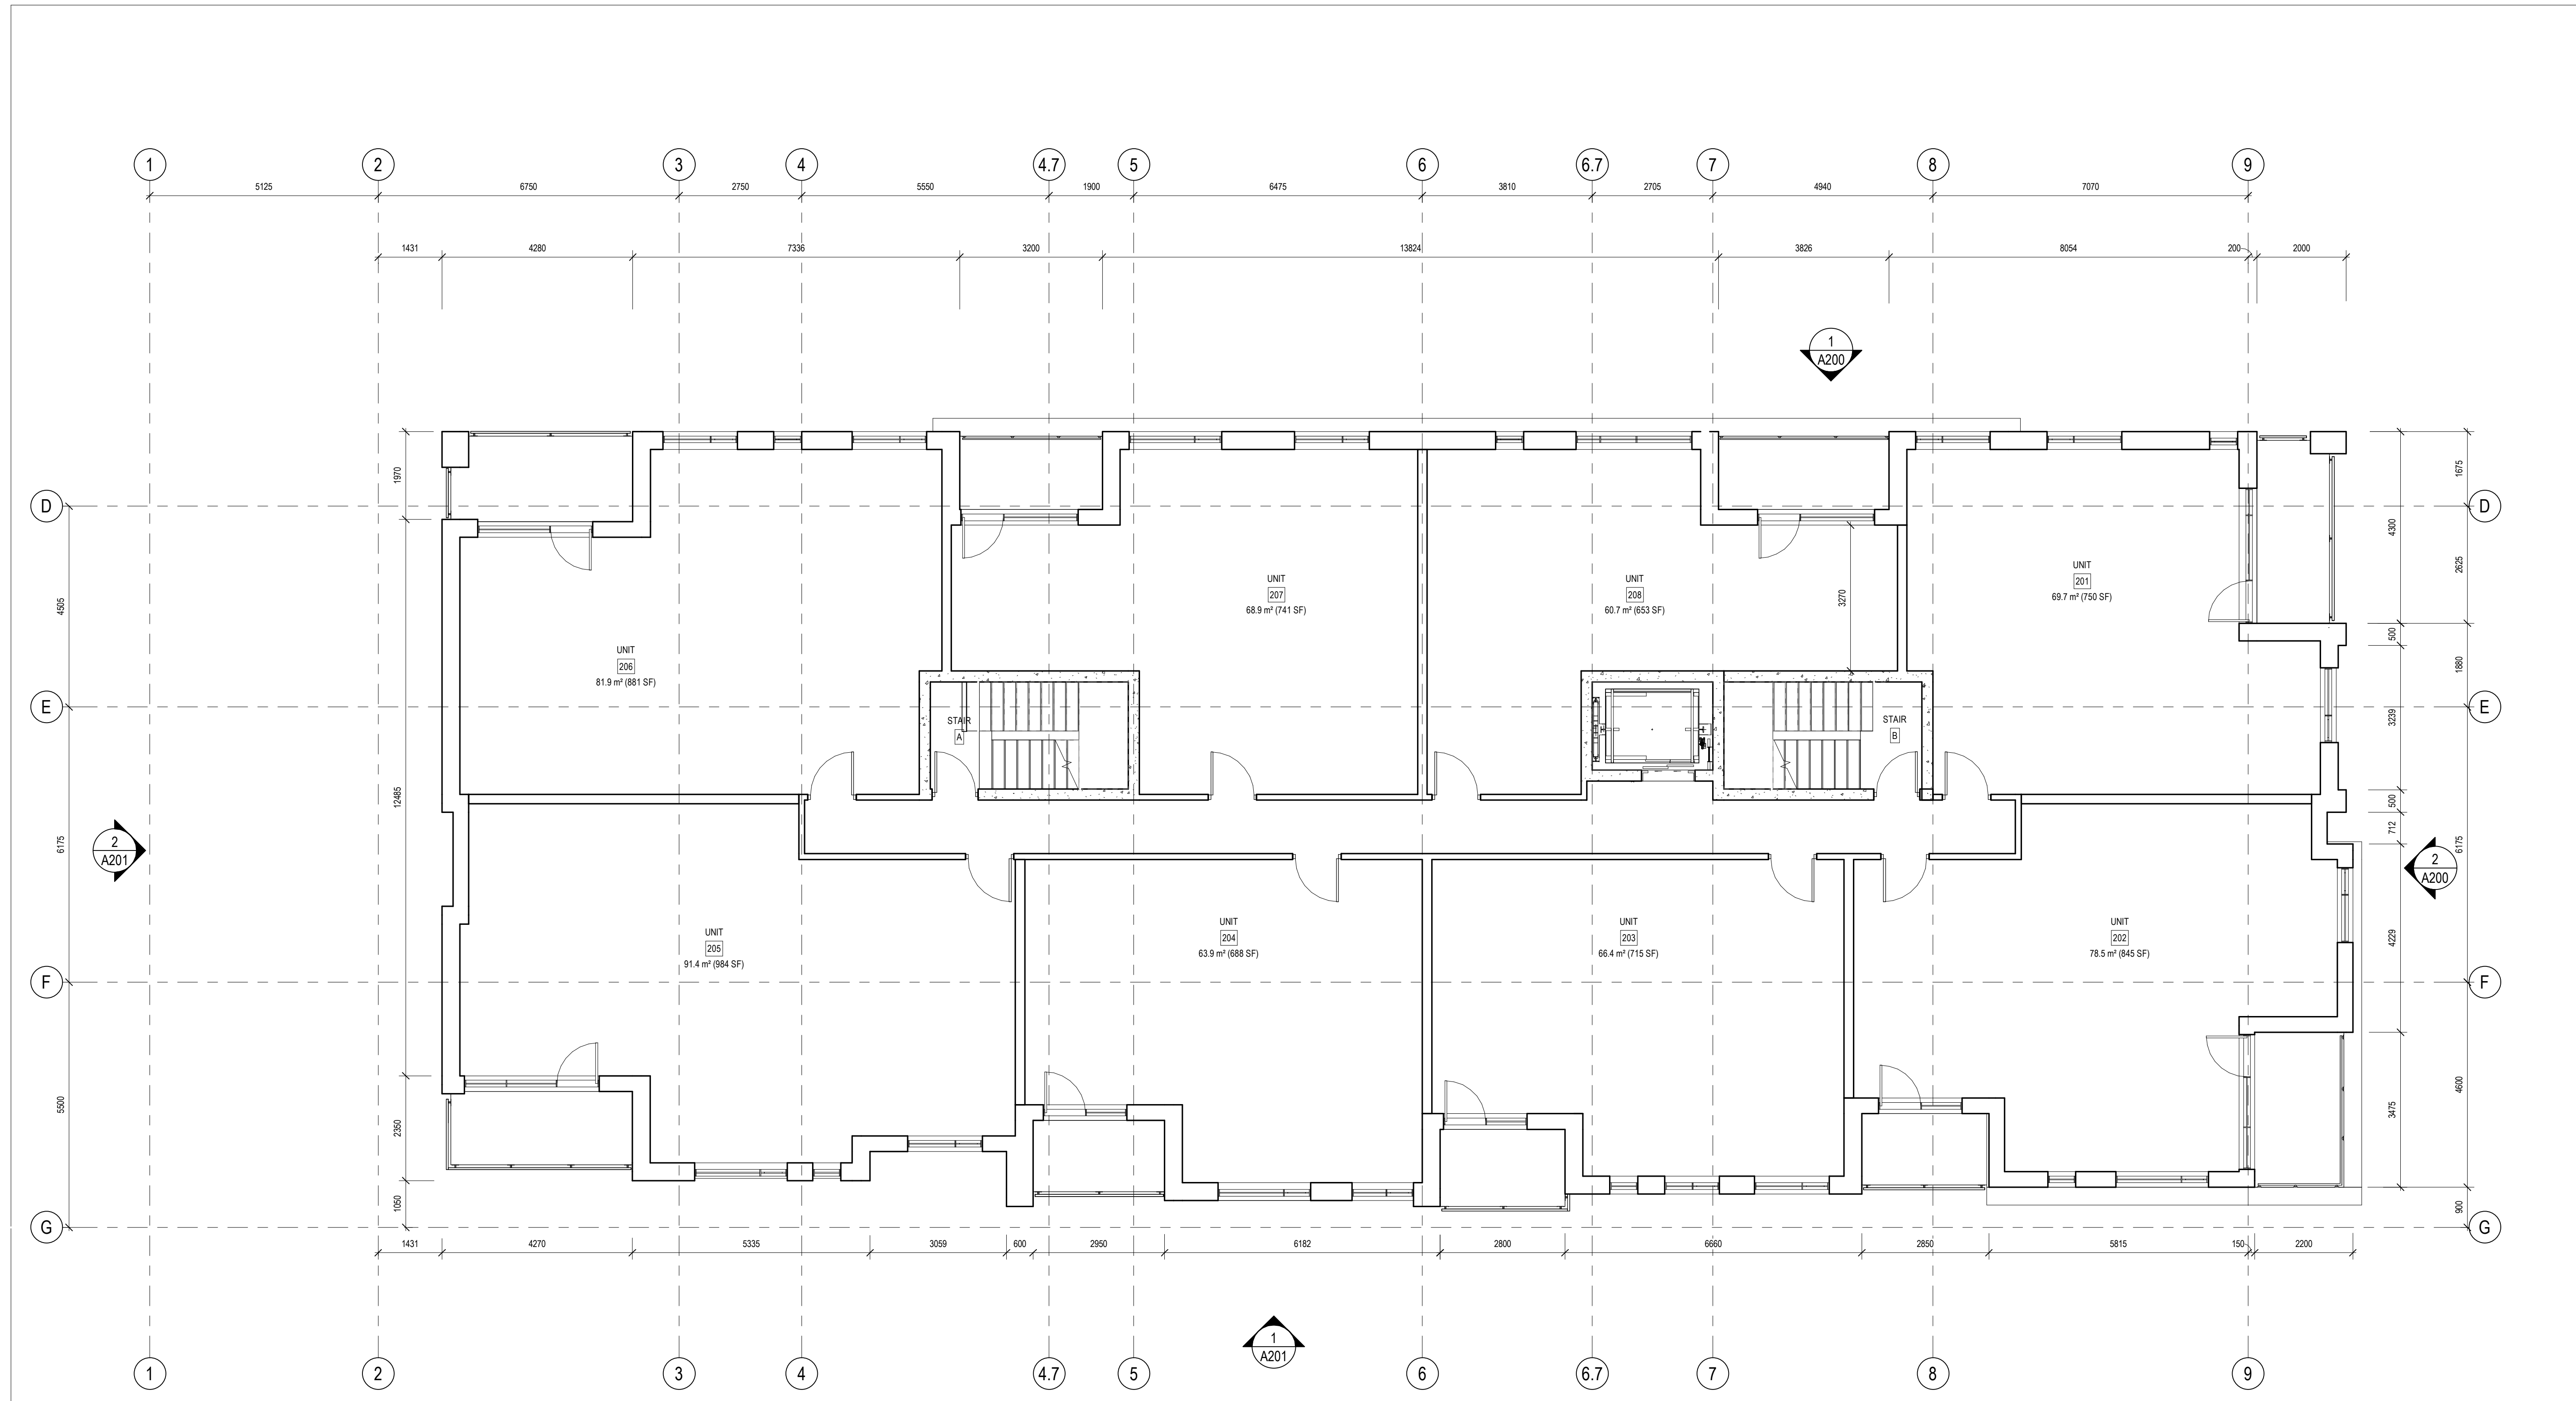 1 2 3 4 4.7 5 6 6.7 7 8 9
5125 6750 2750 5550 1900 6475 3810 2705 4940 7070
1431 4280 7336 3200 13824 3826 8054 200 2000
1
A200
D
D
E
E
F
F
G
G
4505
6175
5500
1970
12485
2350
1050
UNIT
206
81.9 m² (881 SF)
UNIT
207
68.9 m² (741 SF)
UNIT
208
60.7 m² (653 SF)
3270
UNIT
201
69.7 m² (750 SF)
STAIR
A
STAIR
B
4300
500
3239
500
712
4229
3475
1675
2625
1880
6175
4600
900
2
A201
2
A200
UNIT
205
91.4 m² (984 SF)
UNIT
204
63.9 m² (688 SF)
UNIT
203
66.4 m² (715 SF)
UNIT
202
78.5 m² (845 SF)
1431 4270 5335 3059 600 2950 6182 2800 6660 2850 5815 150 2200
1
A201
1 2 3 4 4.7 5 6 6.7 7 8 9